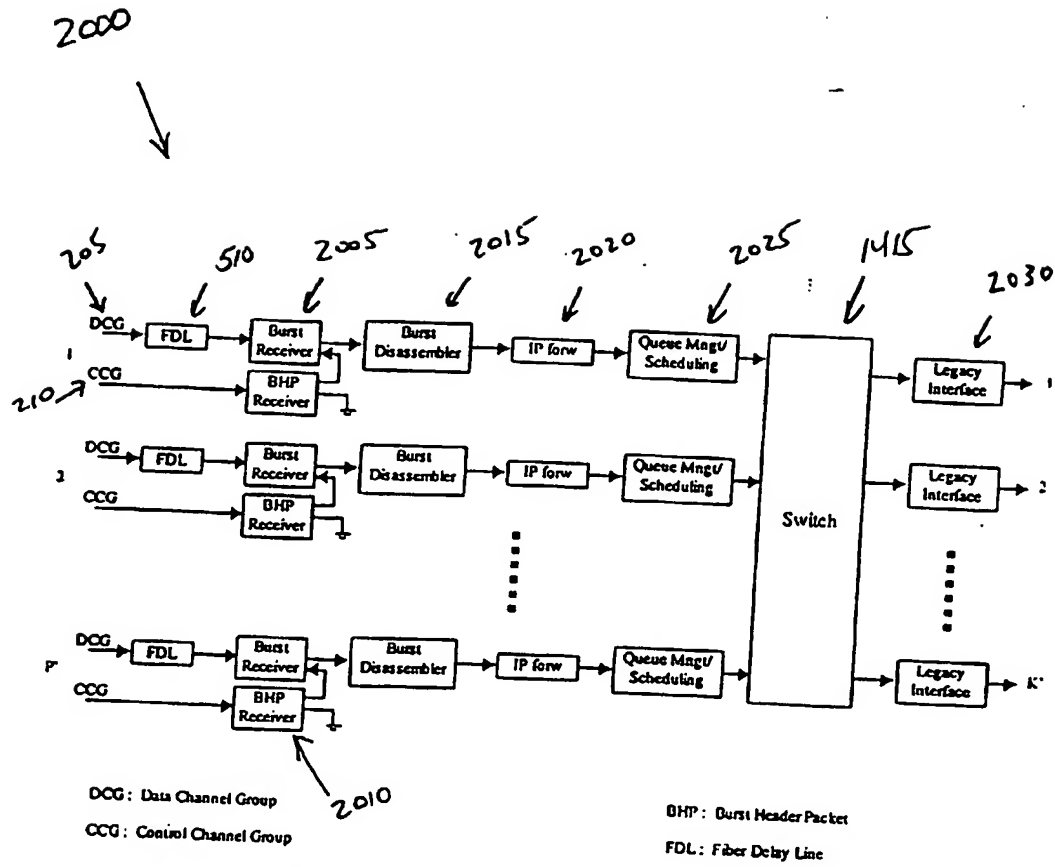 2000
205 510 2005 2015 2020 2025 1415 2030
DCG FDL Burst Receiver Burst Disassembler IP forw Queue Mngt/ Scheduling Legacy Interface 1
1
210 CCG BHP Receiver
DCG FDL Burst Receiver Burst Disassembler IP forw Queue Mngt/ Scheduling Legacy Interface 2
2
CCG BHP Receiver
Switch
DCG FDL Burst Receiver Burst Disassembler IP forw Queue Mngt/ Scheduling Legacy Interface K'
P'
CCG BHP Receiver
2010
DCG: Data Channel Group
BHP: Burst Header Packet
CCG: Control Channel Group
FDL: Fiber Delay Line